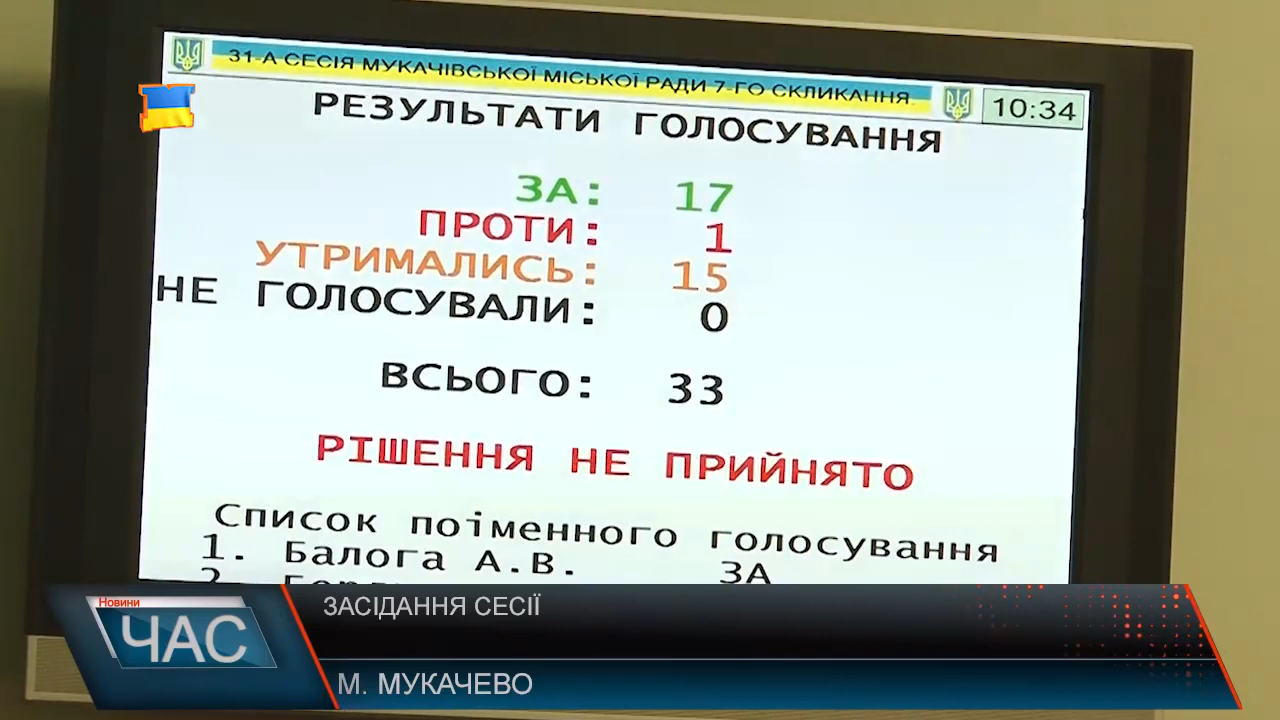 31-А СЕСІЯ МУКАЧІВСЬКОЇ МІСЬКОЇ РАДИ 7-ГО СКЛИКАННЯ.
10:34
РЕЗУЛЬТАТИ ГОЛОСУВАННЯ
ЗА: 17
ПРОТИ: 1
УТРИМАЛИСЬ: 15
НЕ ГОЛОСУВАЛИ: 0
ВСЬОГО: 33
РІШЕННЯ НЕ ПРИЙНЯТО
Список поіменного голосування
1. Балога А.В. ЗА
2.
Новини
ЧАС
ЗАСІДАННЯ СЕСІЇ
М. МУКАЧЕВО